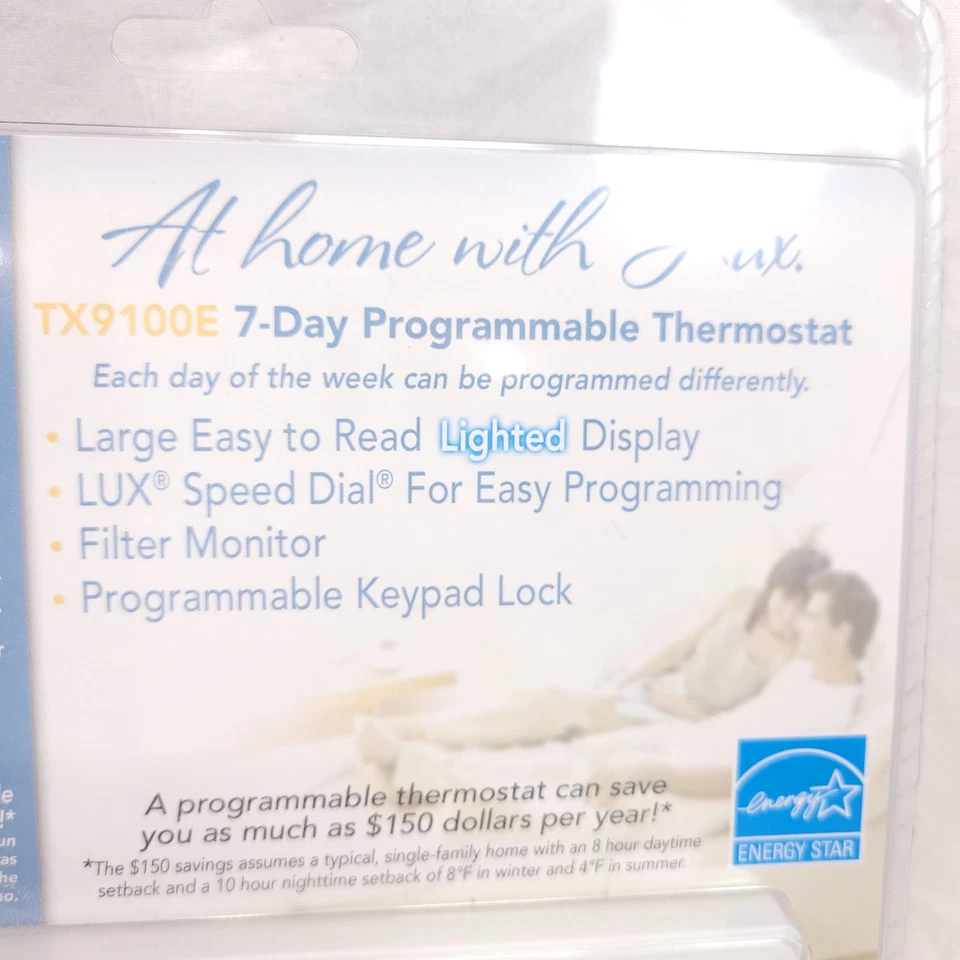 At home with Lux.
TX9100E 7-Day Programmable Thermostat
Each day of the week can be programmed differently.
• Large Easy to Read Lighted Display
• LUX® Speed Dial® For Easy Programming
• Filter Monitor
• Programmable Keypad Lock
A programmable thermostat can save
you as much as $150 dollars per year!*
*The $150 savings assumes a typical, single-family home with an 8 hour daytime
setback and a 10 hour nighttime setback of 8°F in winter and 4°F in summer.
energy
ENERGY STAR